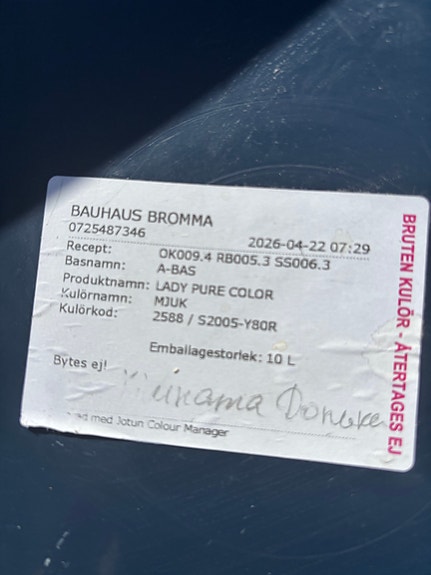 BAUHAUS BROMMA
0725487346
2026-04-22 07:29
Recept: OK009.4 RB005.3 SS006.3
Basnamn: A-BAS
Produktnamn: LADY PURE COLOR
Kulörnamn: MJUK
Kulörkod: 2588 / S2005-Y80R
Emballagestorlek: 10 L
Bytes ej!
med Jotun Colour Manager
BRUTEN KULÖR - ÅTERTAGES EJ